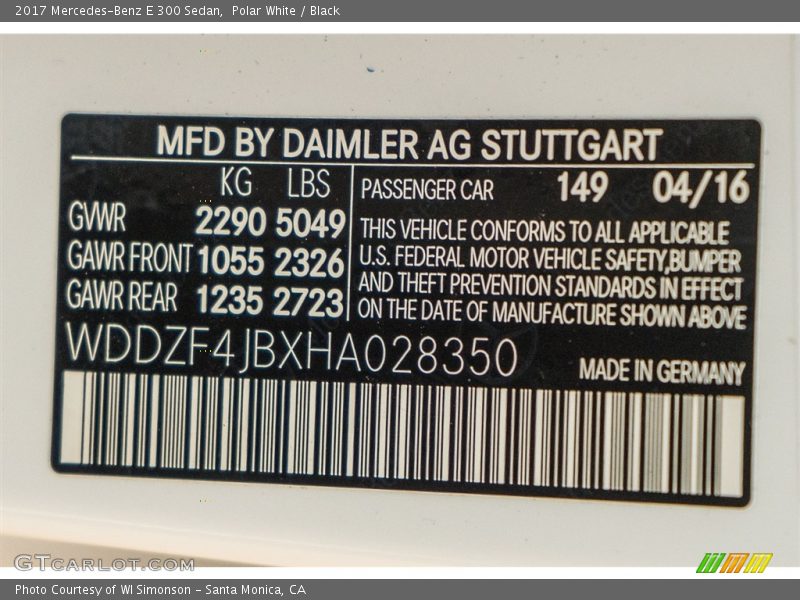 2017 Mercedes-Benz E 300 Sedan, Polar White / Black
MFD BY DAIMLER AG STUTTGART
KG LBS
GVWR 2290 5049
GAWR FRONT 1055 2326
GAWR REAR 1235 2723
PASSENGER CAR 149 04/16
THIS VEHICLE CONFORMS TO ALL APPLICABLE
U.S. FEDERAL MOTOR VEHICLE SAFETY,BUMPER
AND THEFT PREVENTION STANDARDS IN EFFECT
ON THE DATE OF MANUFACTURE SHOWN ABOVE
WDDZF4JBXHA028350
MADE IN GERMANY
GTCARLOT.COM
Photo Courtesy of WI Simonson - Santa Monica, CA